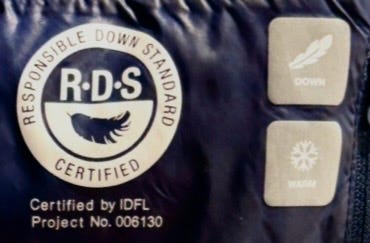 RESPONSIBLE DOWN STANDARD
R·D·S
CERTIFIED
Certified by IDFL
Project No. 006130
DOWN
WARM